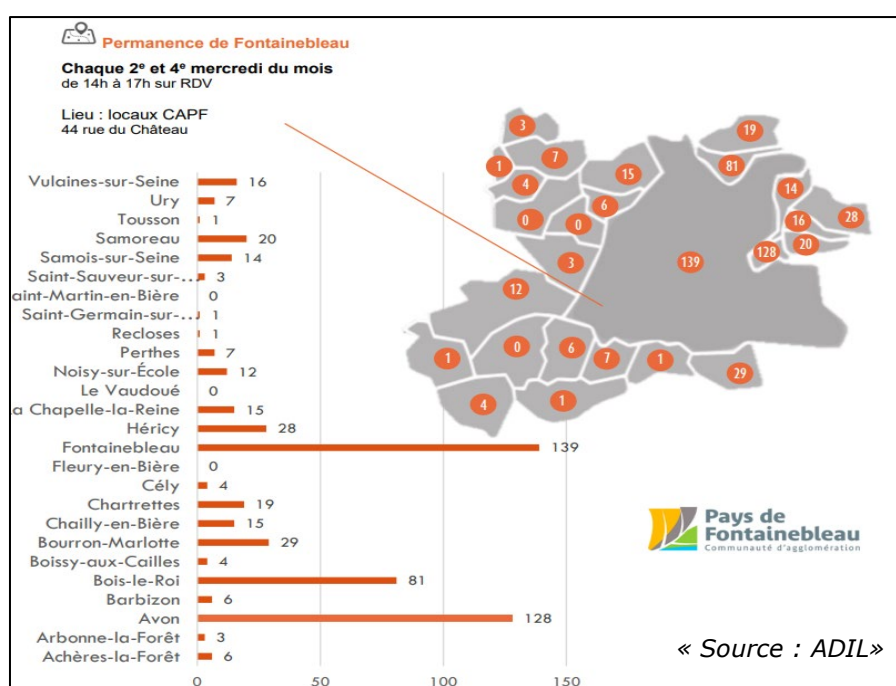 Permanence de Fontainebleau
Chaque 2ᵉ et 4ᵉ mercredi du mois
de 14h à 17h sur RDV
Lieu : locaux CAPF
44 rue du Château
Vulaines-sur-Seine 16
Ury 7
Tousson 1
Samoreau 20
Samois-sur-Seine 14
Saint-Sauveur-sur-... 3
aint-Martin-en-Bière 0
Saint-Germain-sur-... 1
Recloses 1
Perthes 7
Noisy-sur-École 12
Le Vaudoué 0
a Chapelle-la-Reine 15
Héricy 28
Fontainebleau 139
Fleury-en-Bière 0
Cély 4
Chartrettes 19
Chailly-en-Bière 15
Bourron-Marlotte 29
Boissy-aux-Cailles 4
Bois-le-Roi 81
Barbizon 6
Avon 128
Arbonne-la-Forêt 3
Achères-la-Forêt 6
0 50 100 150
3
19
1
7
81
4
15
14
6
0
0
16
28
20
128
3
139
12
1
0
6
7
1
29
4
1
Pays de
Fontainebleau
Communauté d'agglomération
« Source : ADIL»